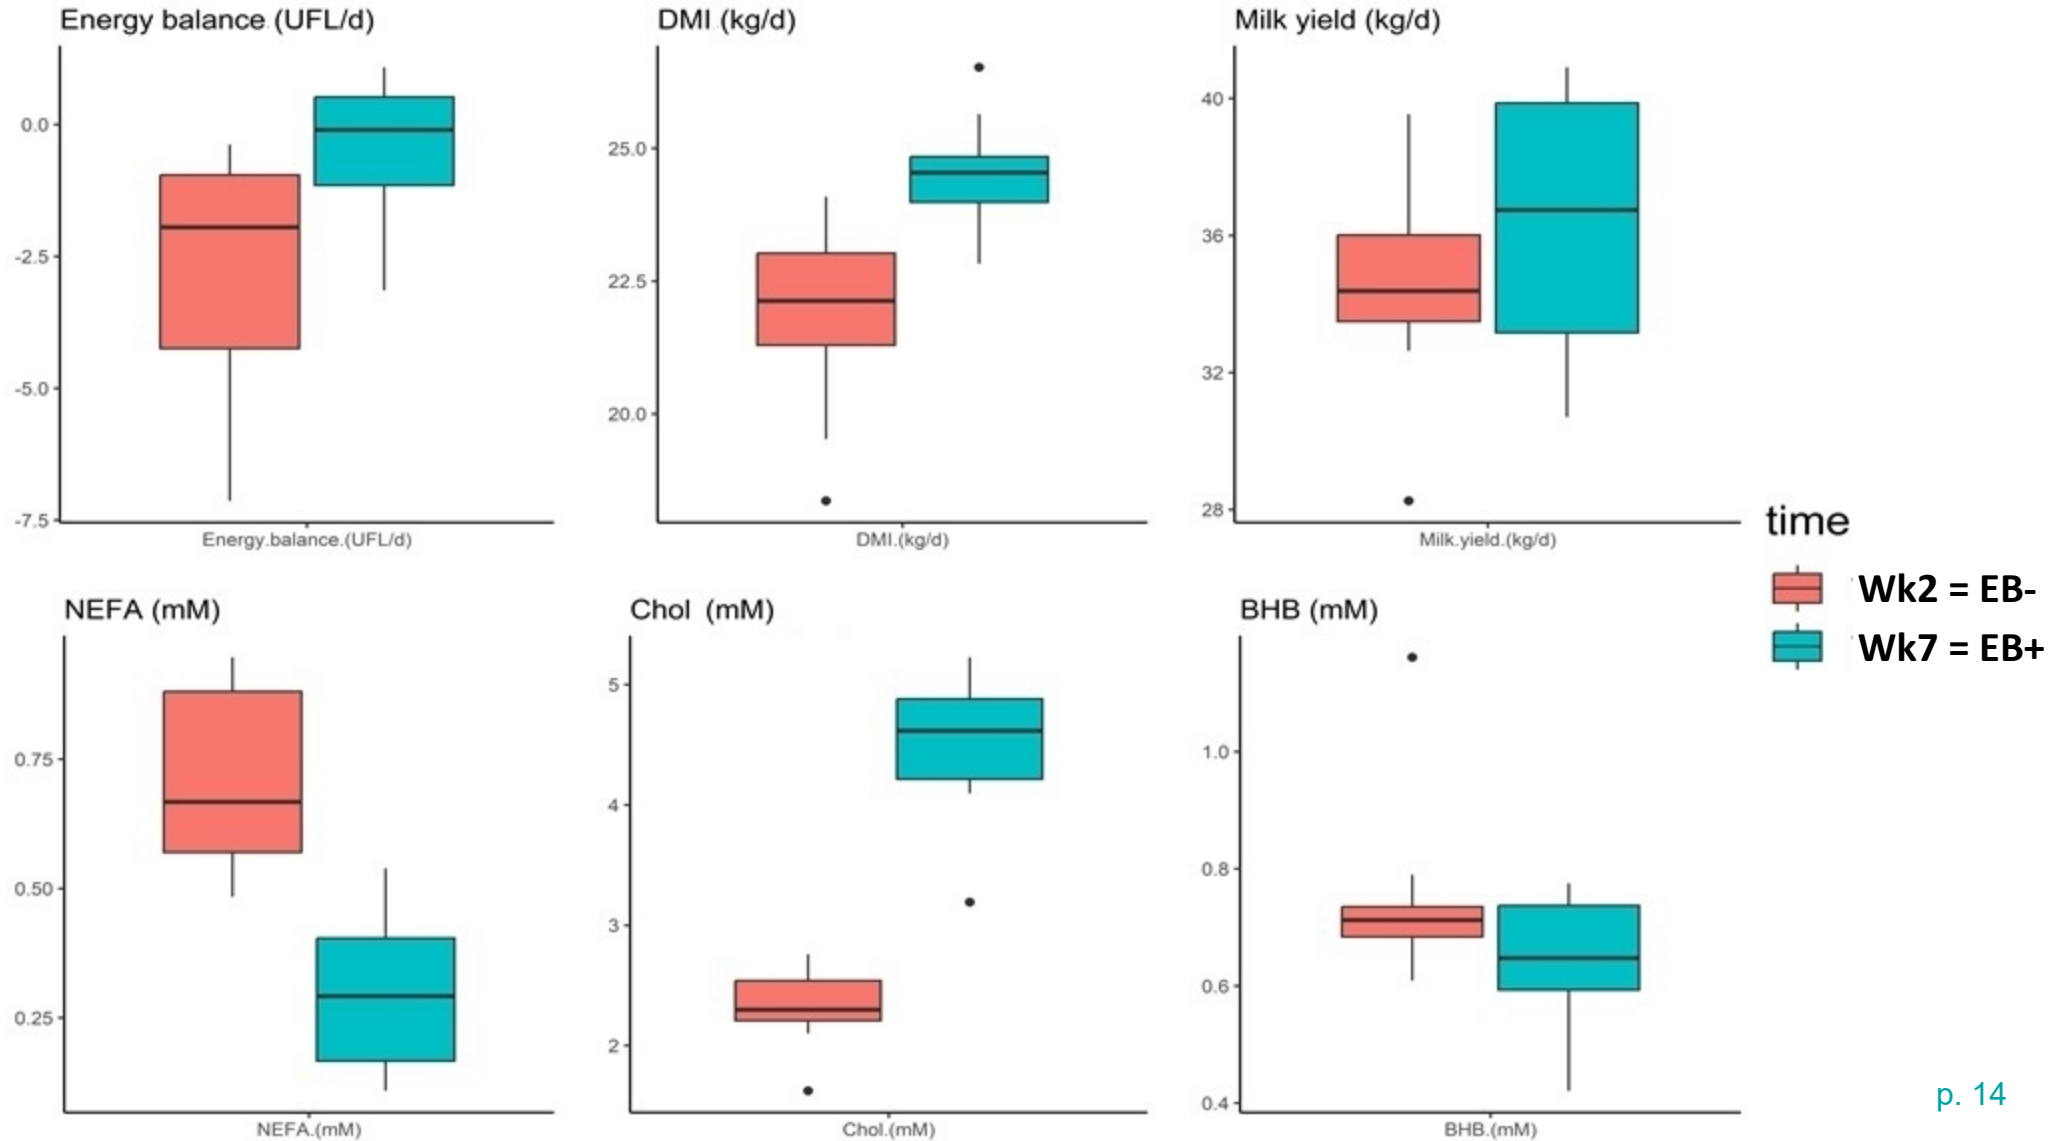 Energy balance (UFL/d)
0.0
-2.5
-5.0
-7.5
Energy.balance.(UFL/d)
DMI (kg/d)
25.0
22.5
20.0
DMI.(kg/d)
Milk yield (kg/d)
40
36
32
28
Milk.yield.(kg/d)
time
Wk2 = EB-
Wk7 = EB+
NEFA (mM)
0.75
0.50
0.25
NEFA.(mM)
Chol (mM)
5
4
3
2
Chol.(mM)
BHB (mM)
1.0
0.8
0.6
0.4
BHB.(mM)
p. 14